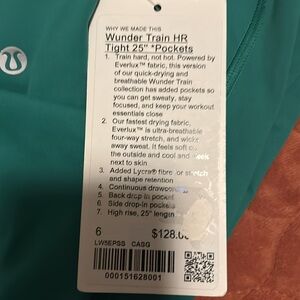 WHY WE MADE THIS
Wunder Train HR
Tight 25" *Pockets
1. Train hard, not hot. Powered by
Everlux™ fabric, this version
of our quick-drying and
breathable Wunder Train
collection has added pockets so
you can get sweaty, stay
focused, and keep your workout
essentials close
2. Our fastest drying fabric,
Everlux™ is ultra-breathable
four-way stretch, and wicks
away sweat. It feels soft on
the outside and cool and sleek
next to skin
3. Added Lycra® fibre for stretch
and shape retention
4. Continuous drawcord
5. Back drop-in pocket
6. Side drop-in pockets
7. High rise, 25" length
6 $128.00
LW5EPSS CASG
000151628001